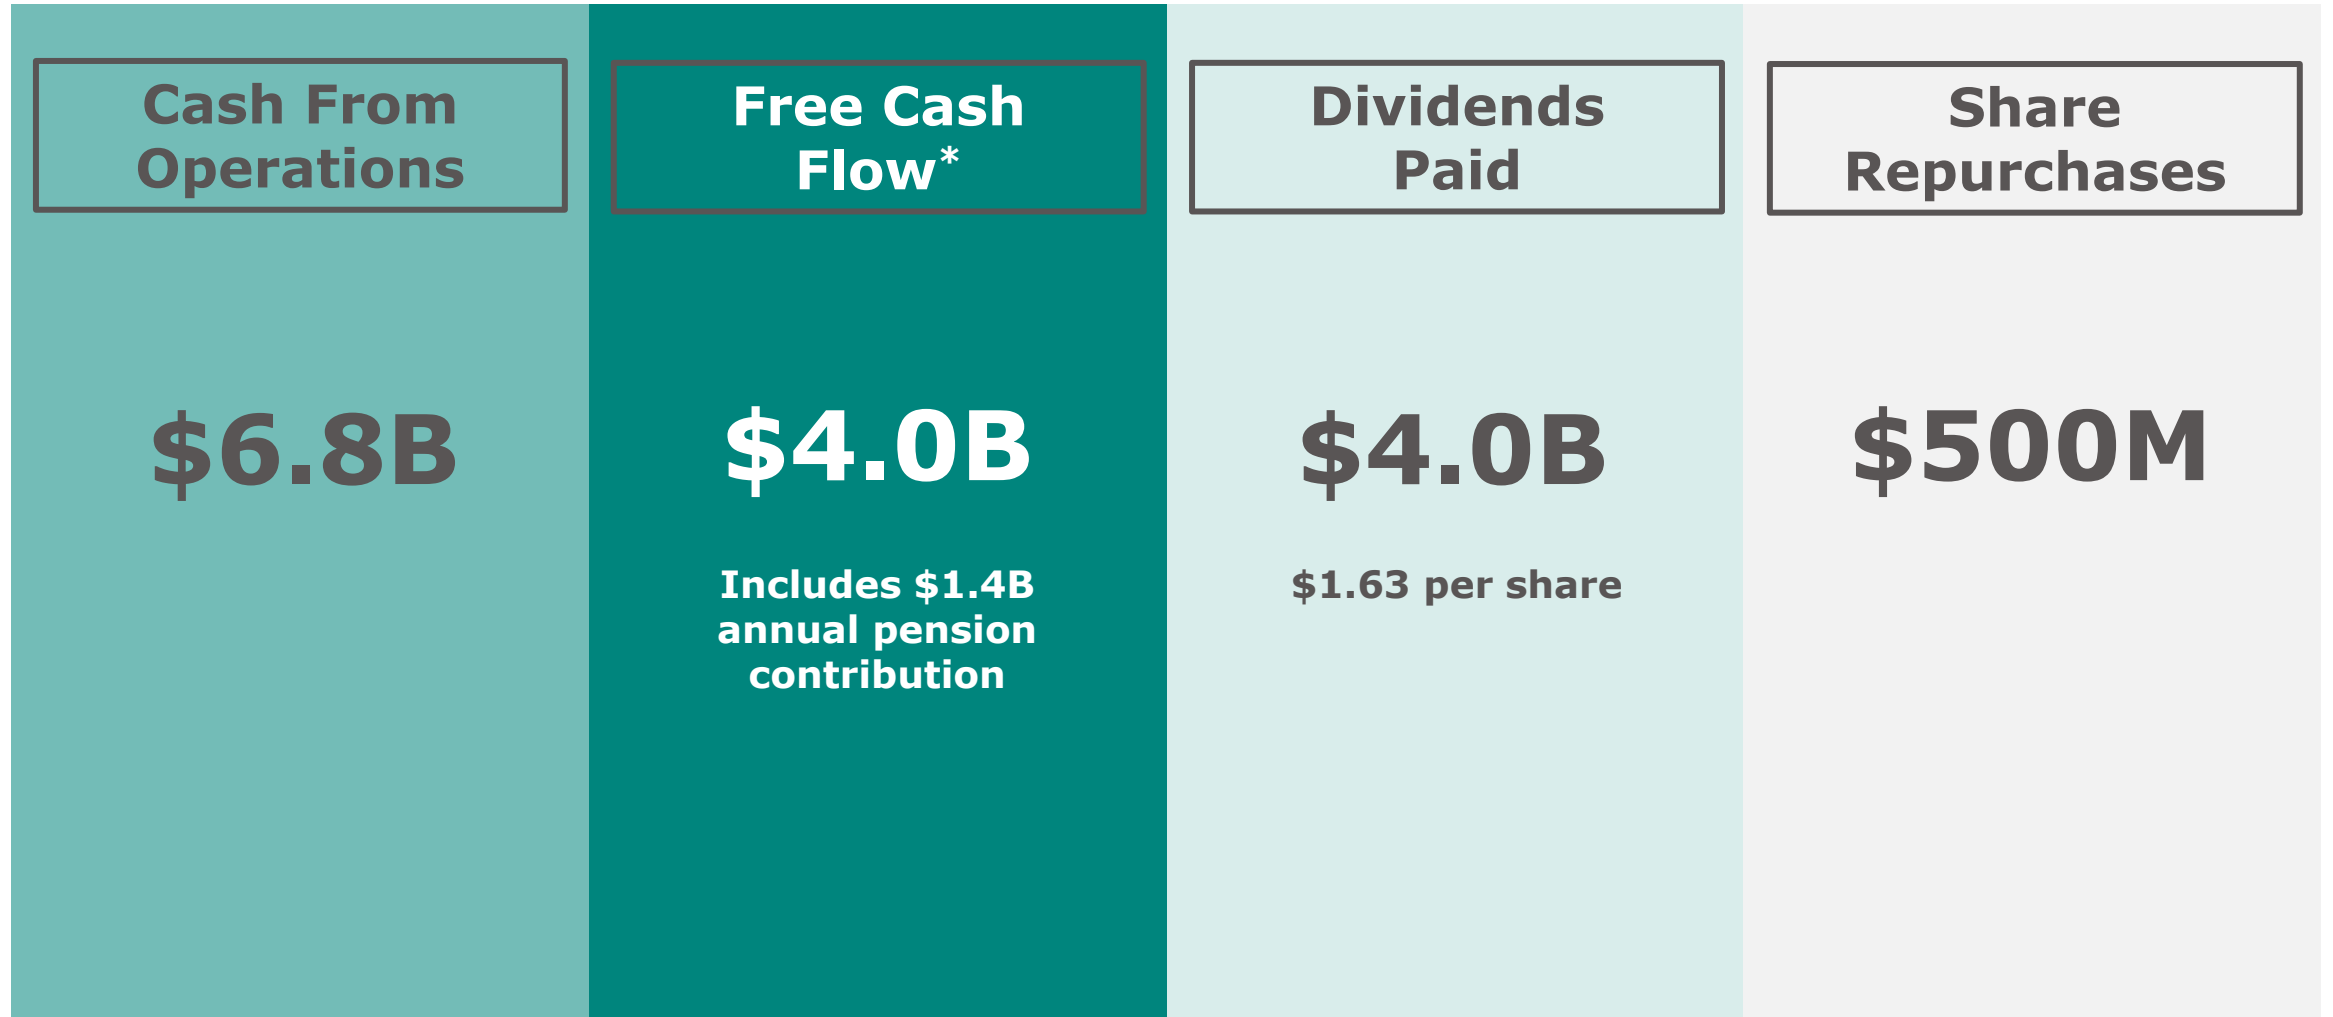 Cash From
Operations
$6.8B
Free Cash
Flow*
$4.0B
Includes $1.4B
annual pension
contribution
Dividends
Paid
$4.0B
$1.63 per share
Share
Repurchases
$500M